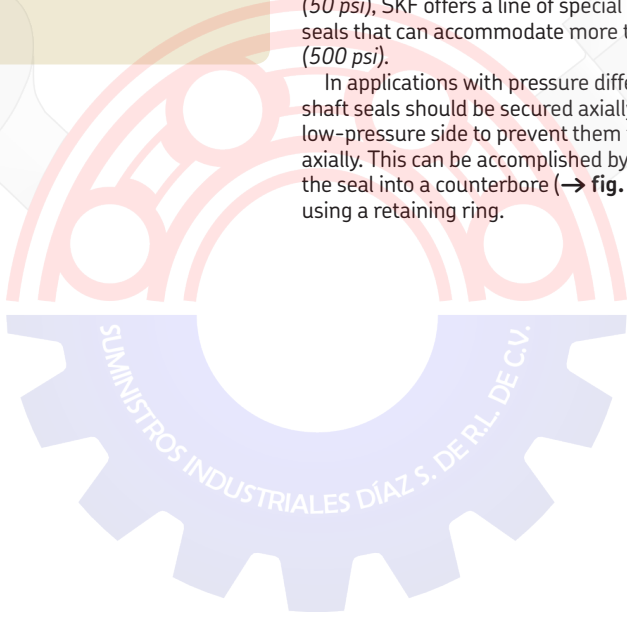 (50 psi), SKF offers a line of special
seals that can accommodate more
(500 psi).
In applications with pressure
shaft seals should be secured axially
low-pressure side to prevent them
axially. This can be accomplished by
the seal into a counterbore (→ fig.
using a retaining ring.
SUMINISTROS INDUSTRIALES DÍAZ S. DE R.L. DE C.V.